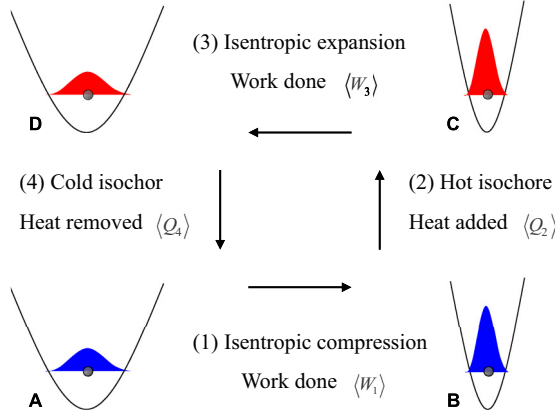 (3) Isentropic expansion
Work done ⟨W₃⟩
D
C
(4) Cold isochor
Heat removed ⟨Q₄⟩
(2) Hot isochore
Heat added ⟨Q₂⟩
(1) Isentropic compression
Work done ⟨W₁⟩
A
B